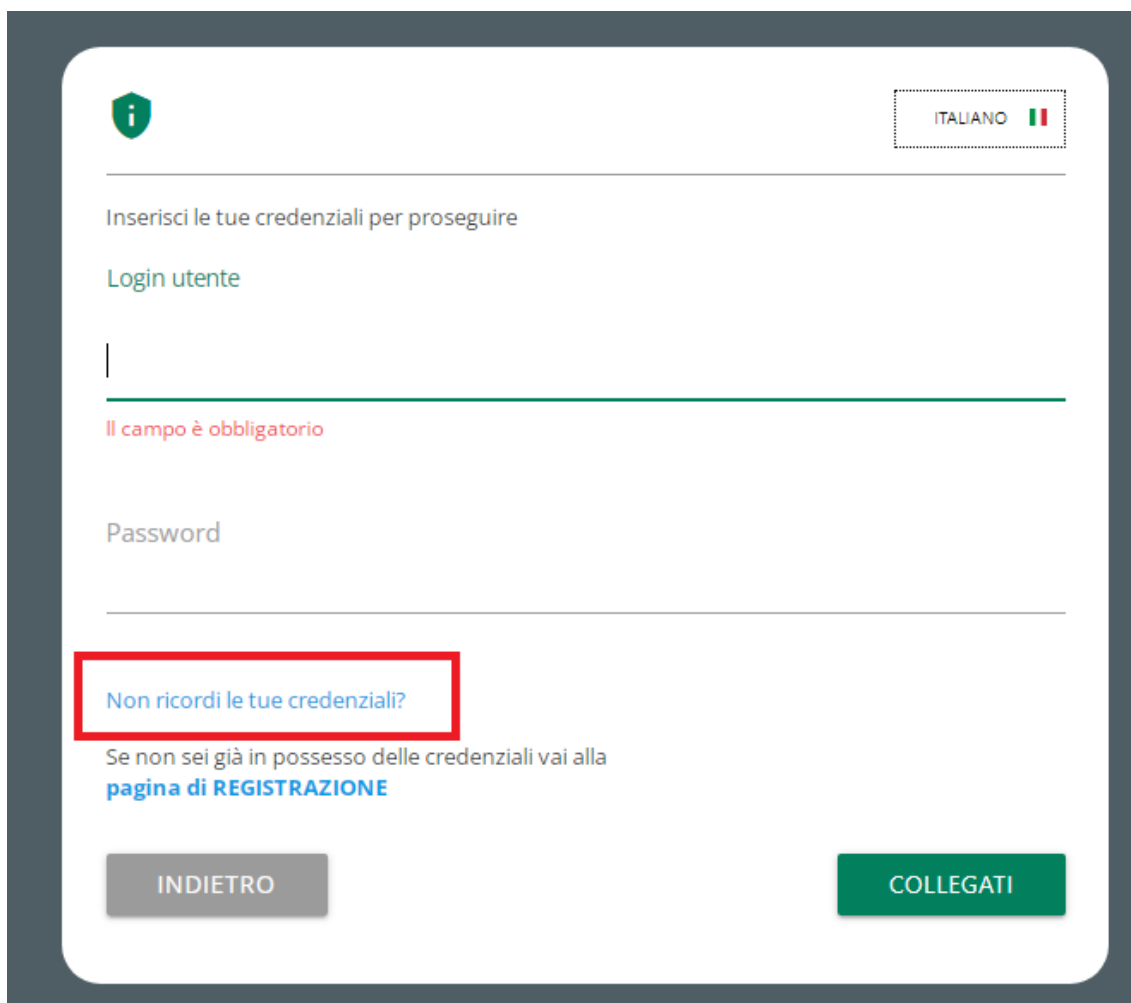 ITALIANO
Inserisci le tue credenziali per proseguire
Login utente
Il campo è obbligatorio
Password
Non ricordi le tue credenziali?
Se non sei già in possesso delle credenziali vai alla
pagina di REGISTRAZIONE
INDIETRO
COLLEGATI